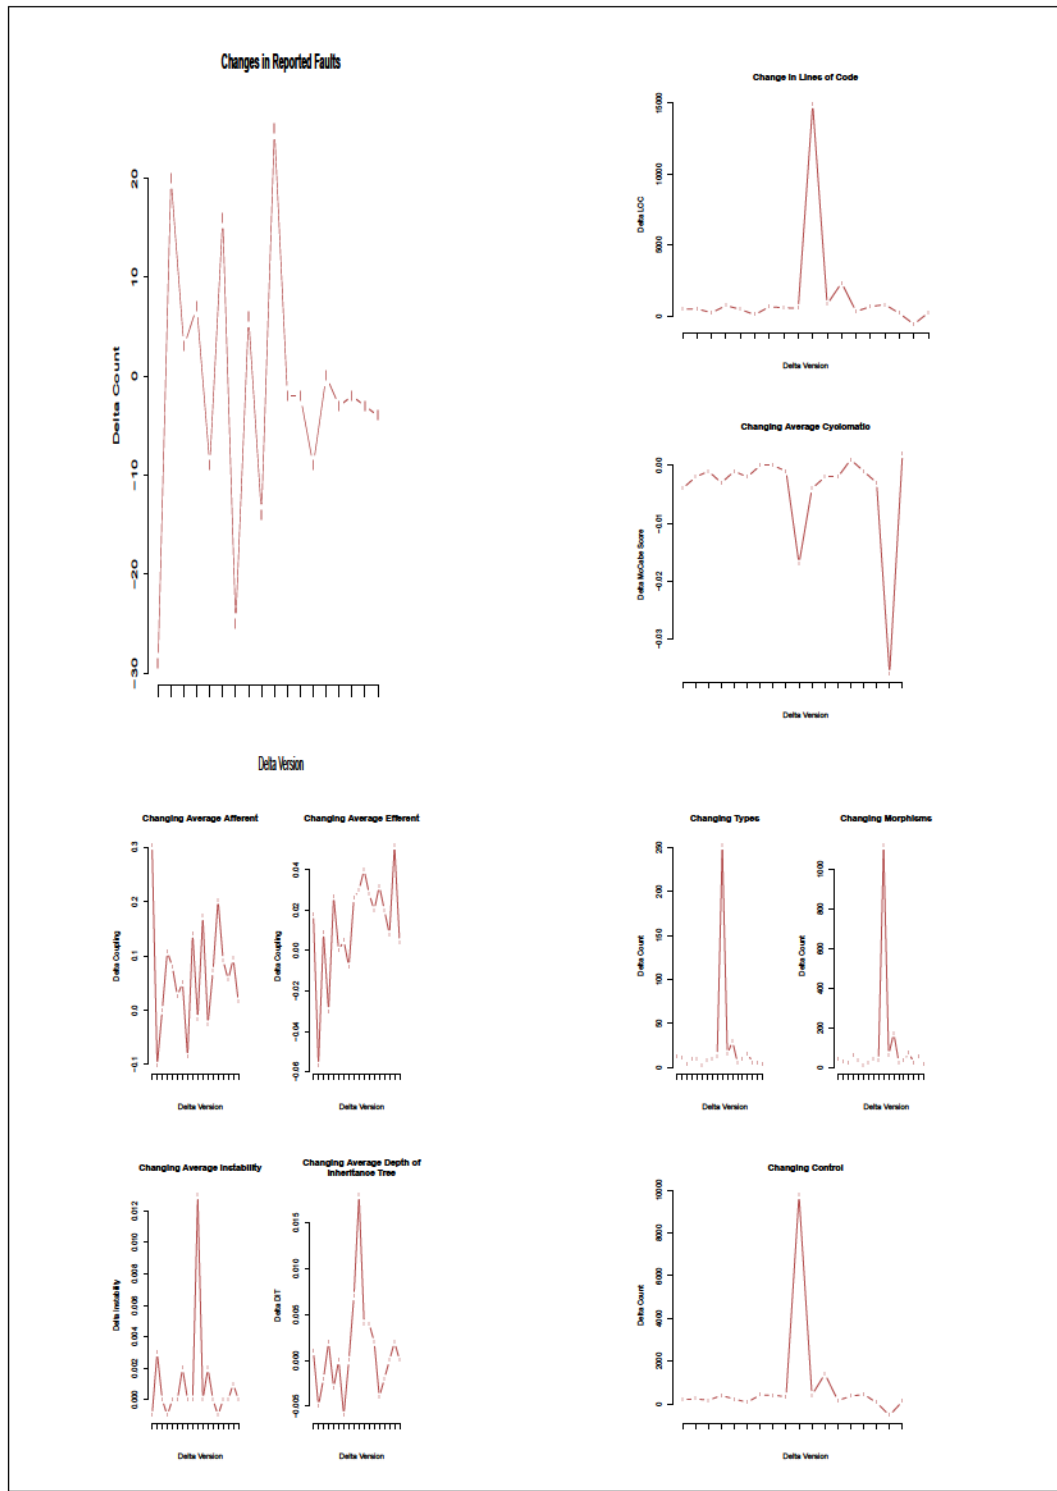 Changes in Reported Faults
20
10
0
-10
-20
-30
Delta Count
Delta Version
Change in Lines of Code
15000
10000
5000
0
Delta LOC
Delta Version
Changing Average Cyclomatic
0.00
-0.01
-0.02
-0.03
Delta McCabe Score
Delta Version
Changing Average Afferent
0.3
0.2
0.1
0.0
-0.1
Delta Coupling
Delta Version
Changing Average Efferent
0.04
0.02
0.00
-0.02
-0.04
-0.06
Delta Coupling
Delta Version
Changing Types
250
200
150
100
50
0
Delta Count
Delta Version
Changing Morphisms
1000
800
600
400
200
0
Delta Count
Delta Version
Changing Average Instability
0.012
0.010
0.008
0.006
0.004
0.002
0.000
Delta Instability
Delta Version
Changing Average Depth of
Inheritance Tree
0.015
0.010
0.005
0.000
-0.005
Delta DIT
Delta Version
Changing Control
10000
8000
6000
4000
2000
0
Delta Count
Delta Version